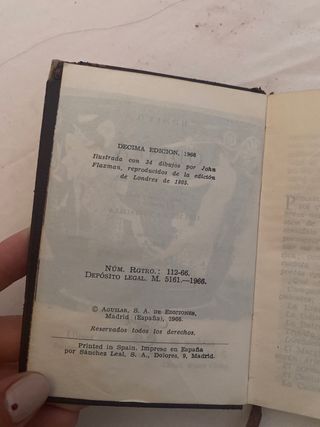 DECIMA EDICION, 1966
Ilustrada con 34 dibujos por John
Flaxman, reproducidos de la edición
de Londres de 1805.
NÚM. RGTRO.: 112-66.
DEPÓSITO LEGAL. M. 5161.—1966.
© AGUILAR, S. A. DE EDICIONES,
Madrid (España), 1966.
Reservados todos los derechos.
Printed in Spain. Impreso en España
por Sánchez Leal, S. A., Dolores, 9, Madrid.